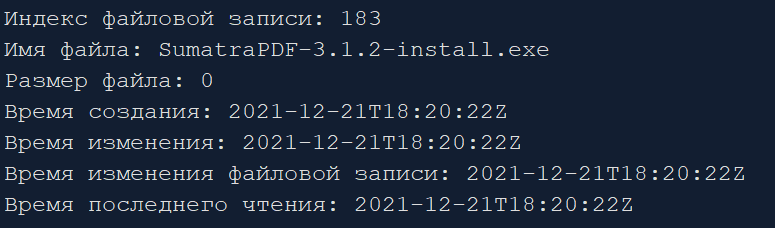 Индекс файловой записи: 183
Имя файла: SumatraPDF-3.1.2-install.exe
Размер файла: 0
Время создания: 2021-12-21T18:20:22Z
Время изменения: 2021-12-21T18:20:22Z
Время изменения файловой записи: 2021-12-21T18:20:22Z
Время последнего чтения: 2021-12-21T18:20:22Z